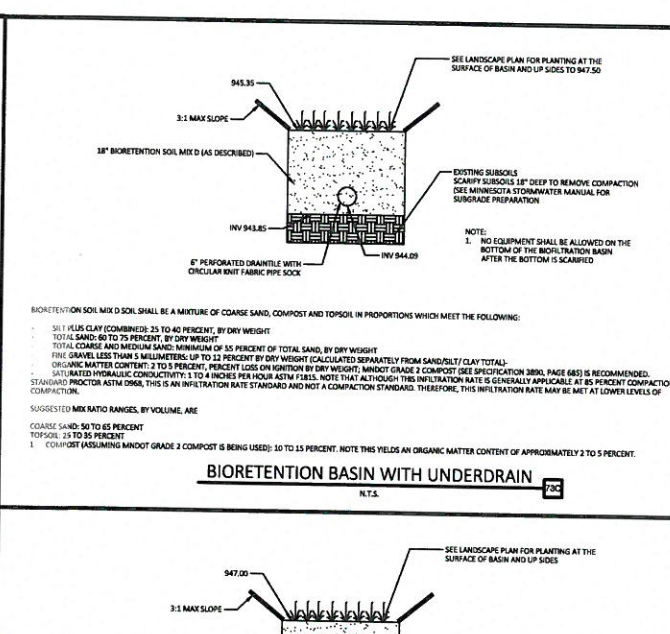 SEE LANDSCAPE PLAN FOR PLANTING AT THE
SURFACE OF BASIN AND UP SIDES TO 947.50
945.35
3:1 MAX SLOPE
18" BIORETENTION SOIL MIX D (AS DESCRIBED)
EXISTING SUBSOILS
SCARIFY SUBSOILS 18" DEEP TO REMOVE COMPACTION
(SEE MINNESOTA STORMWATER MANUAL FOR
SUBGRADE PREPARATION
INV 943.85
INV 944.09
6" PERFORATED DRAINTILE WITH
CIRCULAR KNIT FABRIC PIPE SOCK
NOTE:
1. NO EQUIPMENT SHALL BE ALLOWED ON THE
BOTTOM OF THE BIOFILTRATION BASIN
AFTER THE BOTTOM IS SCARIFIED
BIORETENTION SOIL MIX D SOIL SHALL BE A MIXTURE OF COARSE SAND, COMPOST AND TOPSOIL IN PROPORTIONS WHICH MEET THE FOLLOWING:
· SILT PLUS CLAY (COMBINED): 25 TO 40 PERCENT, BY DRY WEIGHT
· TOTAL SAND: 60 TO 75 PERCENT, BY DRY WEIGHT
· TOTAL COARSE AND MEDIUM SAND: MINIMUM OF 55 PERCENT OF TOTAL SAND, BY DRY WEIGHT
· FINE GRAVEL LESS THAN 5 MILLIMETERS: UP TO 12 PERCENT BY DRY WEIGHT (CALCULATED SEPARATELY FROM SAND/SILT/ CLAY TOTAL)-
· ORGANIC MATTER CONTENT: 2 TO 5 PERCENT, PERCENT LOSS ON IGNITION BY DRY WEIGHT; MNDOT GRADE 2 COMPOST (SEE SPECIFICATION 3890, PAGE 685) IS RECOMMENDED.
· SATURATED HYDRAULIC CONDUCTIVITY: 1 TO 4 INCHES PER HOUR ASTM F1815. NOTE THAT ALTHOUGH THIS INFILTRATION RATE IS GENERALLY APPLICABLE AT 85 PERCENT COMPACTIO
STANDARD PROCTOR ASTM D968, THIS IS AN INFILTRATION RATE STANDARD AND NOT A COMPACTION STANDARD. THEREFORE, THIS INFILTRATION RATE MAY BE MET AT LOWER LEVELS OF
COMPACTION.
SUGGESTED MIX RATIO RANGES, BY VOLUME, ARE
COARSE SAND: 50 TO 65 PERCENT
TOPSOIL: 25 TO 35 PERCENT
1 COMPOST (ASSUMING MNDOT GRADE 2 COMPOST IS BEING USED): 10 TO 15 PERCENT. NOTE THIS YIELDS AN ORGANIC MATTER CONTENT OF APPROXIMATELY 2 TO 5 PERCENT.
BIORETENTION BASIN WITH UNDERDRAIN
N.T.S.
SEE LANDSCAPE PLAN FOR PLANTING AT THE
SURFACE OF BASIN AND UP SIDES
947.00
3:1 MAX SLOPE